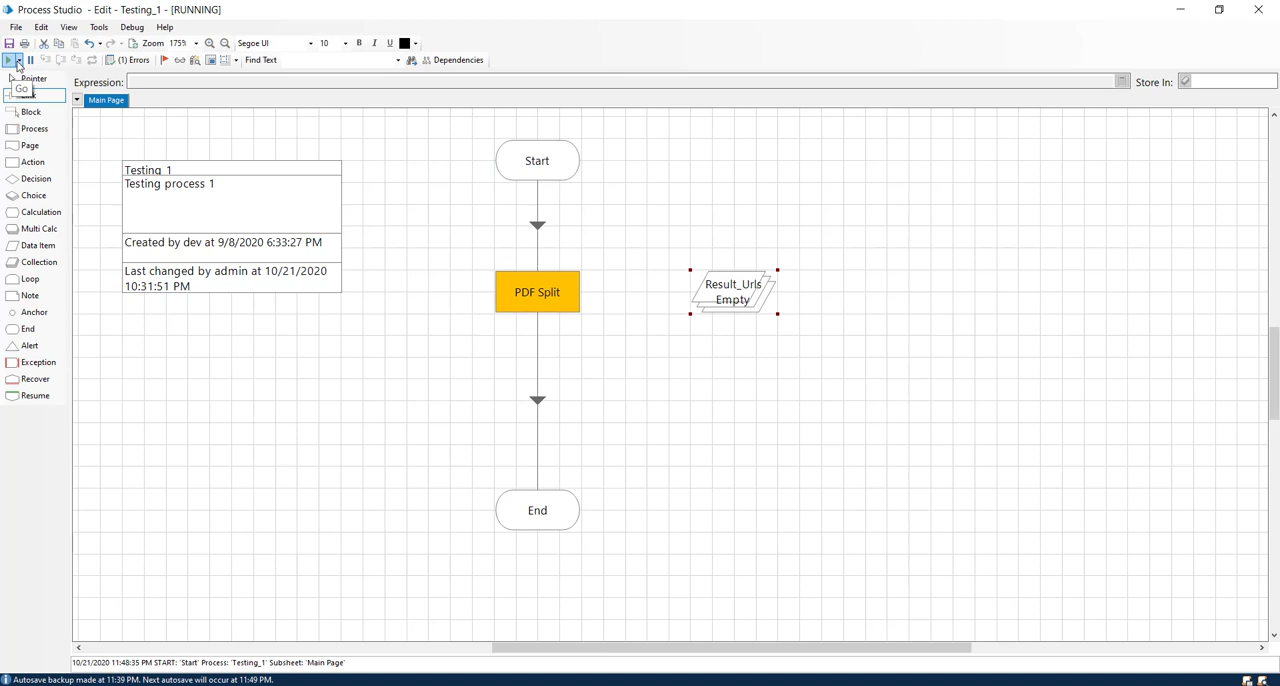 Process Studio - Edit - Testing_1 - [RUNNING]
File Edit View Tools Debug Help
Zoom 175% Segoe UI 10 B I U
(1) Errors Find Text Dependencies
Pointer
Go
Block
Process
Page
Action
Decision
Choice
Calculation
Multi Calc
Data Item
Collection
Loop
Note
Anchor
End
Alert
Exception
Recover
Resume
Expression: Store In:
Main Page
Testing_1
Testing process 1
Created by dev at 9/8/2020 6:33:27 PM
Last changed by admin at 10/21/2020
10:31:51 PM
Start
PDF Split
Result_Urls
Empty
End
10/21/2020 11:48:35 PM START: 'Start' Process: 'Testing_1' Subsheet: 'Main Page'
Autosave backup made at 11:39 PM. Next autosave will occur at 11:49 PM.